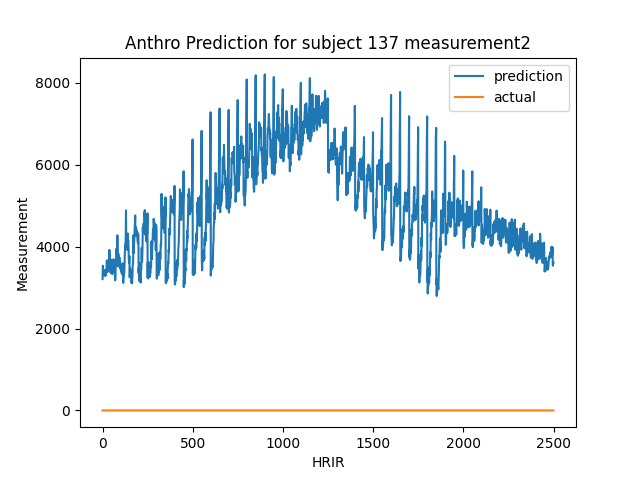 Anthro Prediction for subject 137 measurement2
prediction
actual
8000
6000
4000
2000
0
Measurement
0 500 1000 1500 2000 2500
HRIR